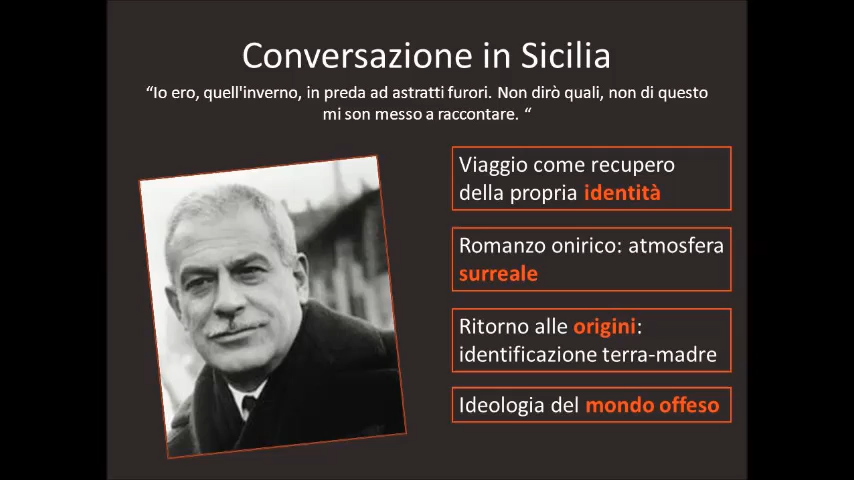 Conversazione in Sicilia
“Io ero, quell'inverno, in preda ad astratti furori. Non dirò quali, non di questo
mi son messo a raccontare. “
Viaggio come recupero
della propria identità
Romanzo onirico: atmosfera
surreale
Ritorno alle origini:
identificazione terra-madre
Ideologia del mondo offeso